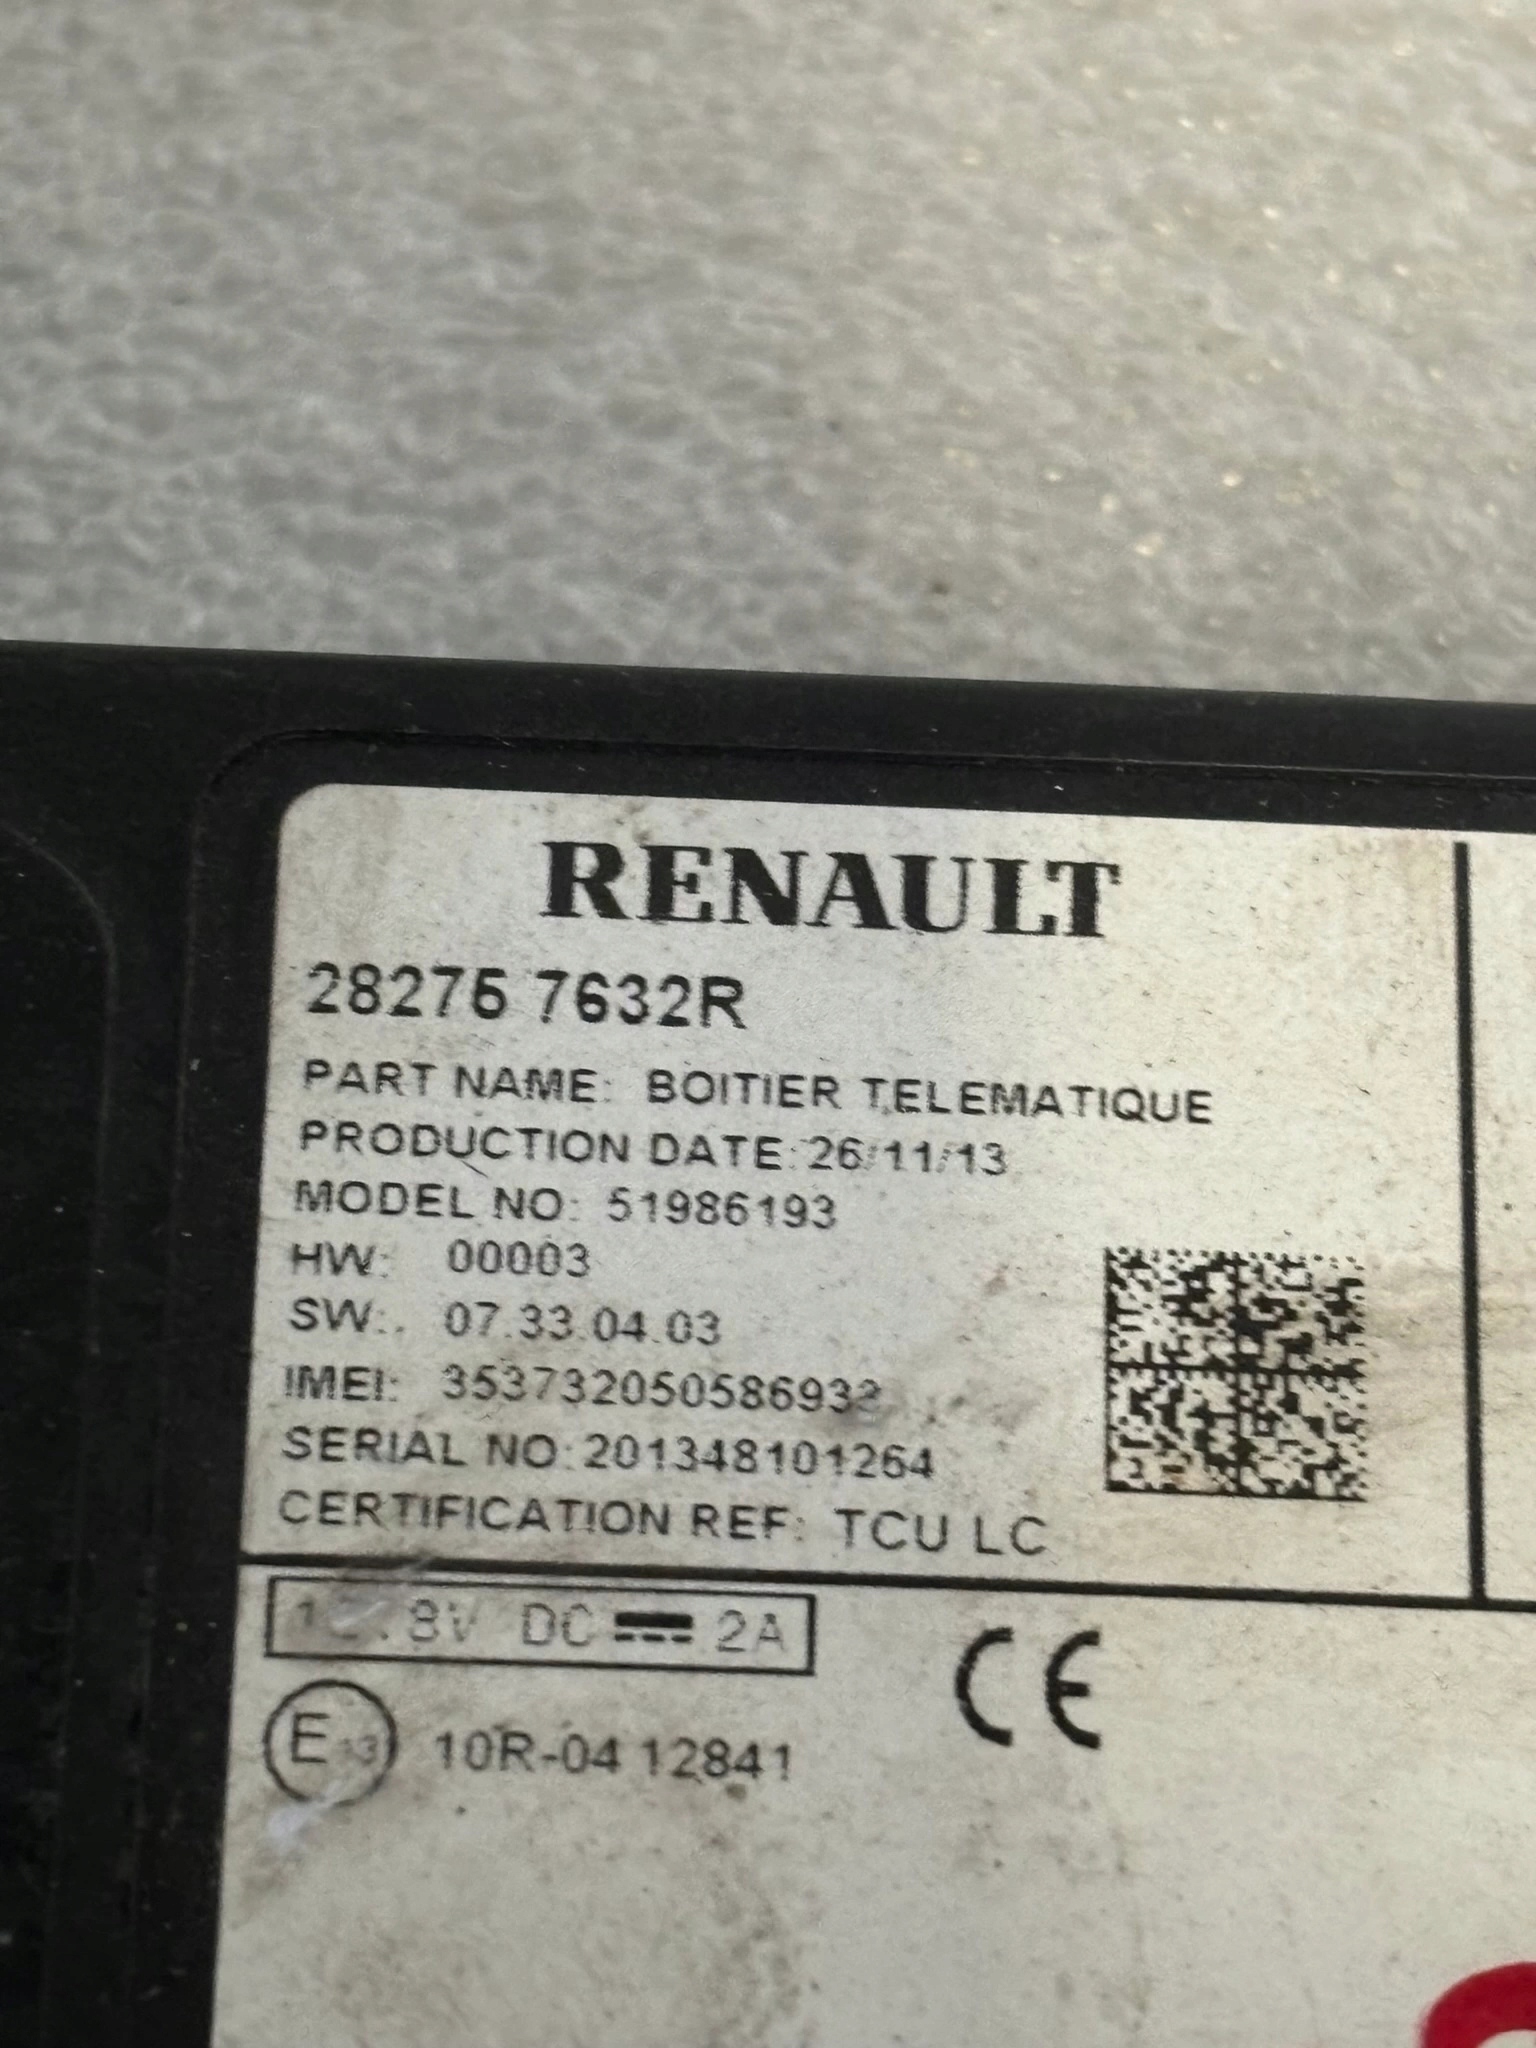 RENAULT
28275 7632R
PART NAME: BOITIER TELEMATIQUE
PRODUCTION DATE: 26/11/13
MODEL NO: 51986193
HW: 00003
SW: 07.33.04.03
IMEI:
SERIAL NO: 201348101264
CERTIFICATION REF: TCU LC
DC 2A
CE
E 10R-04 12841